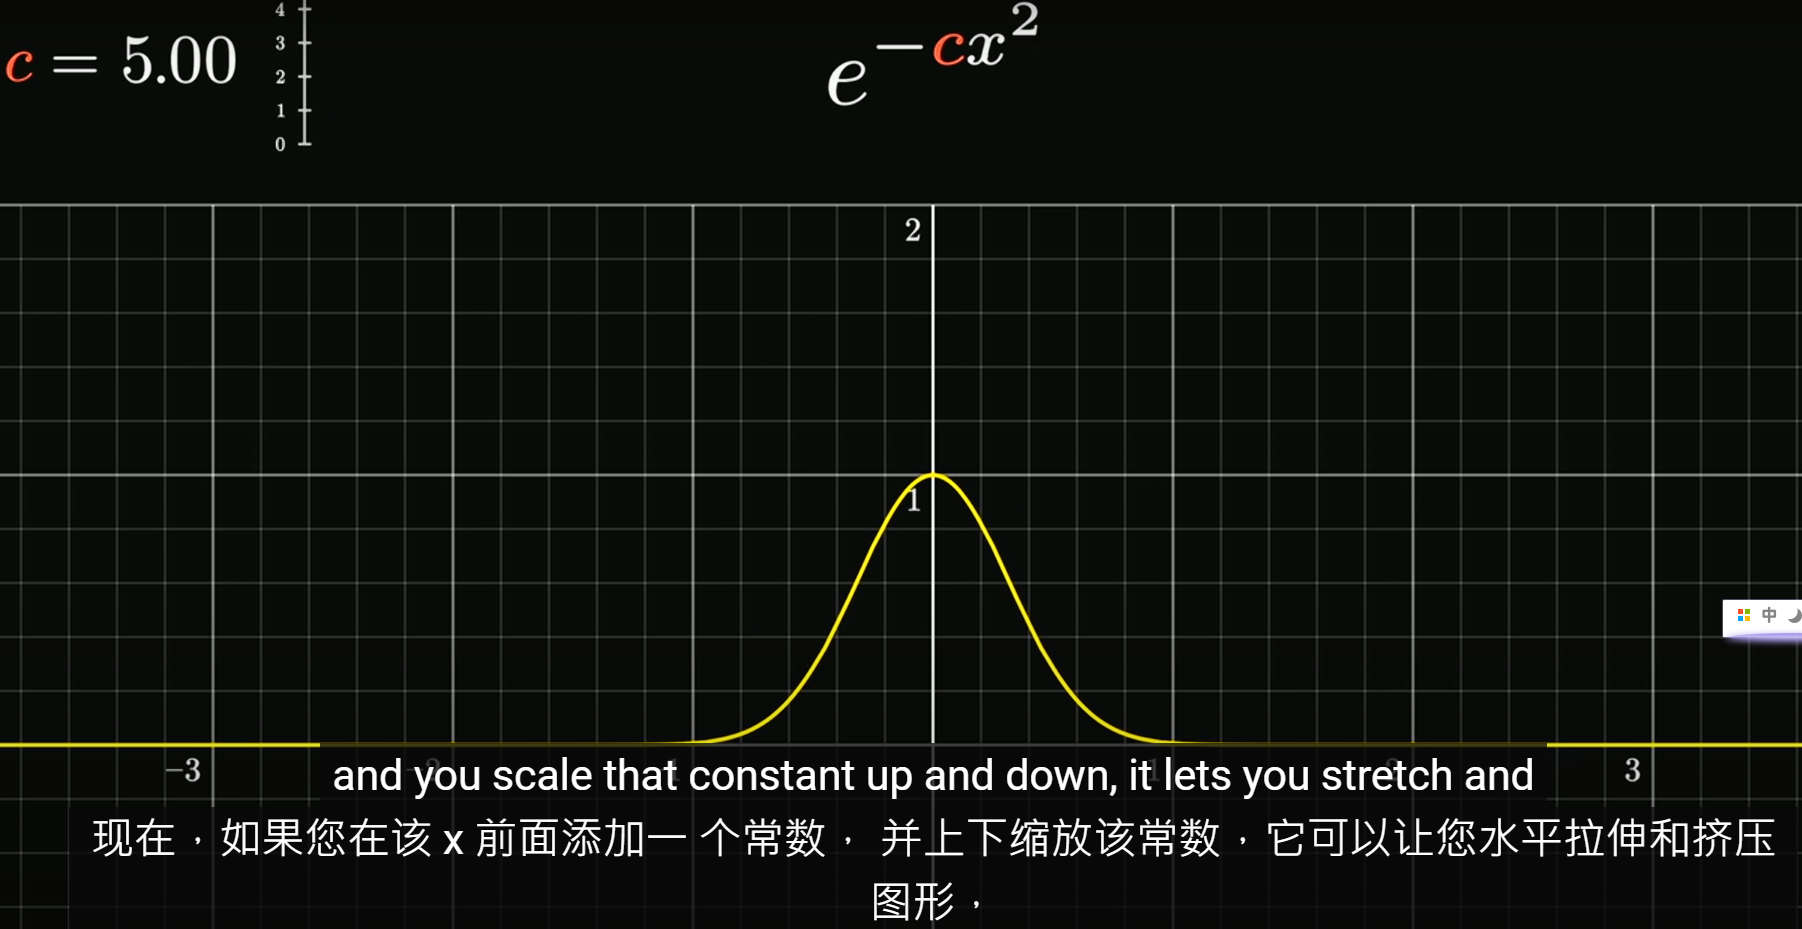 4
3
2
1
0
c = 5.00
e^{-cx^2}
2
1
-3
3
and you scale that constant up and down, it lets you stretch and
现在，如果您在该 x 前面添加一 个常数， 并上下缩放该常数，它可以让您水平拉伸和挤压
图形，
中